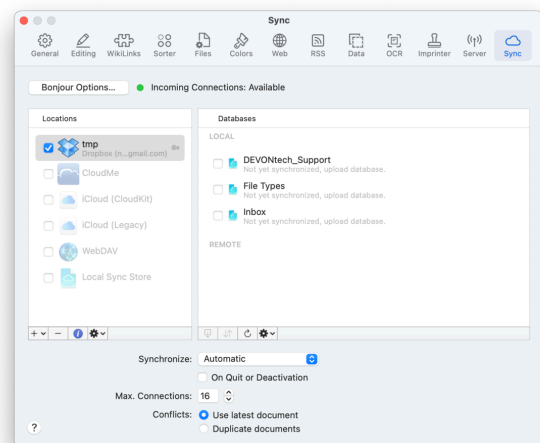 Sync
General Editing WikiLinks Sorter Files Colors Web RSS Data OCR Imprinter Server Sync
Bonjour Options... Incoming Connections: Available
Locations
tmp
Dropbox (n...gmail.com)
CloudMe
iCloud (CloudKit)
iCloud (Legacy)
WebDAV
Local Sync Store
Databases
LOCAL
DEVONtech_Support
Not yet synchronized, upload database.
File Types
Not yet synchronized, upload database.
Inbox
Not yet synchronized, upload database.
REMOTE
Synchronize: Automatic
On Quit or Deactivation
Max. Connections: 16
Conflicts: Use latest document
Duplicate documents
?